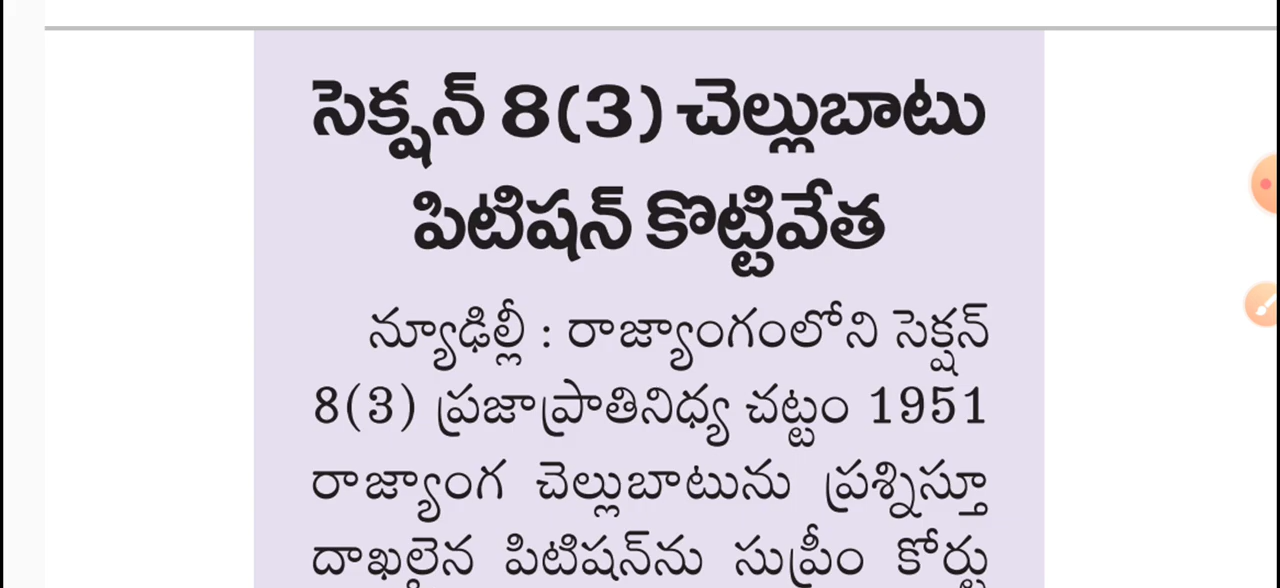 సెక్షన్ 8(3) చెల్లుబాటు
పిటిషన్ కొట్టివేత
న్యూఢిల్లీ : రాజ్యాంగంలోని సెక్షన్
8(3) ప్రజాప్రాతినిధ్య చట్టం 1951
రాజ్యాంగ చెల్లుబాటును ప్రశ్నిస్తూ
దాఖలైన పిటిషన్‌ను సుప్రీం కోర్టు